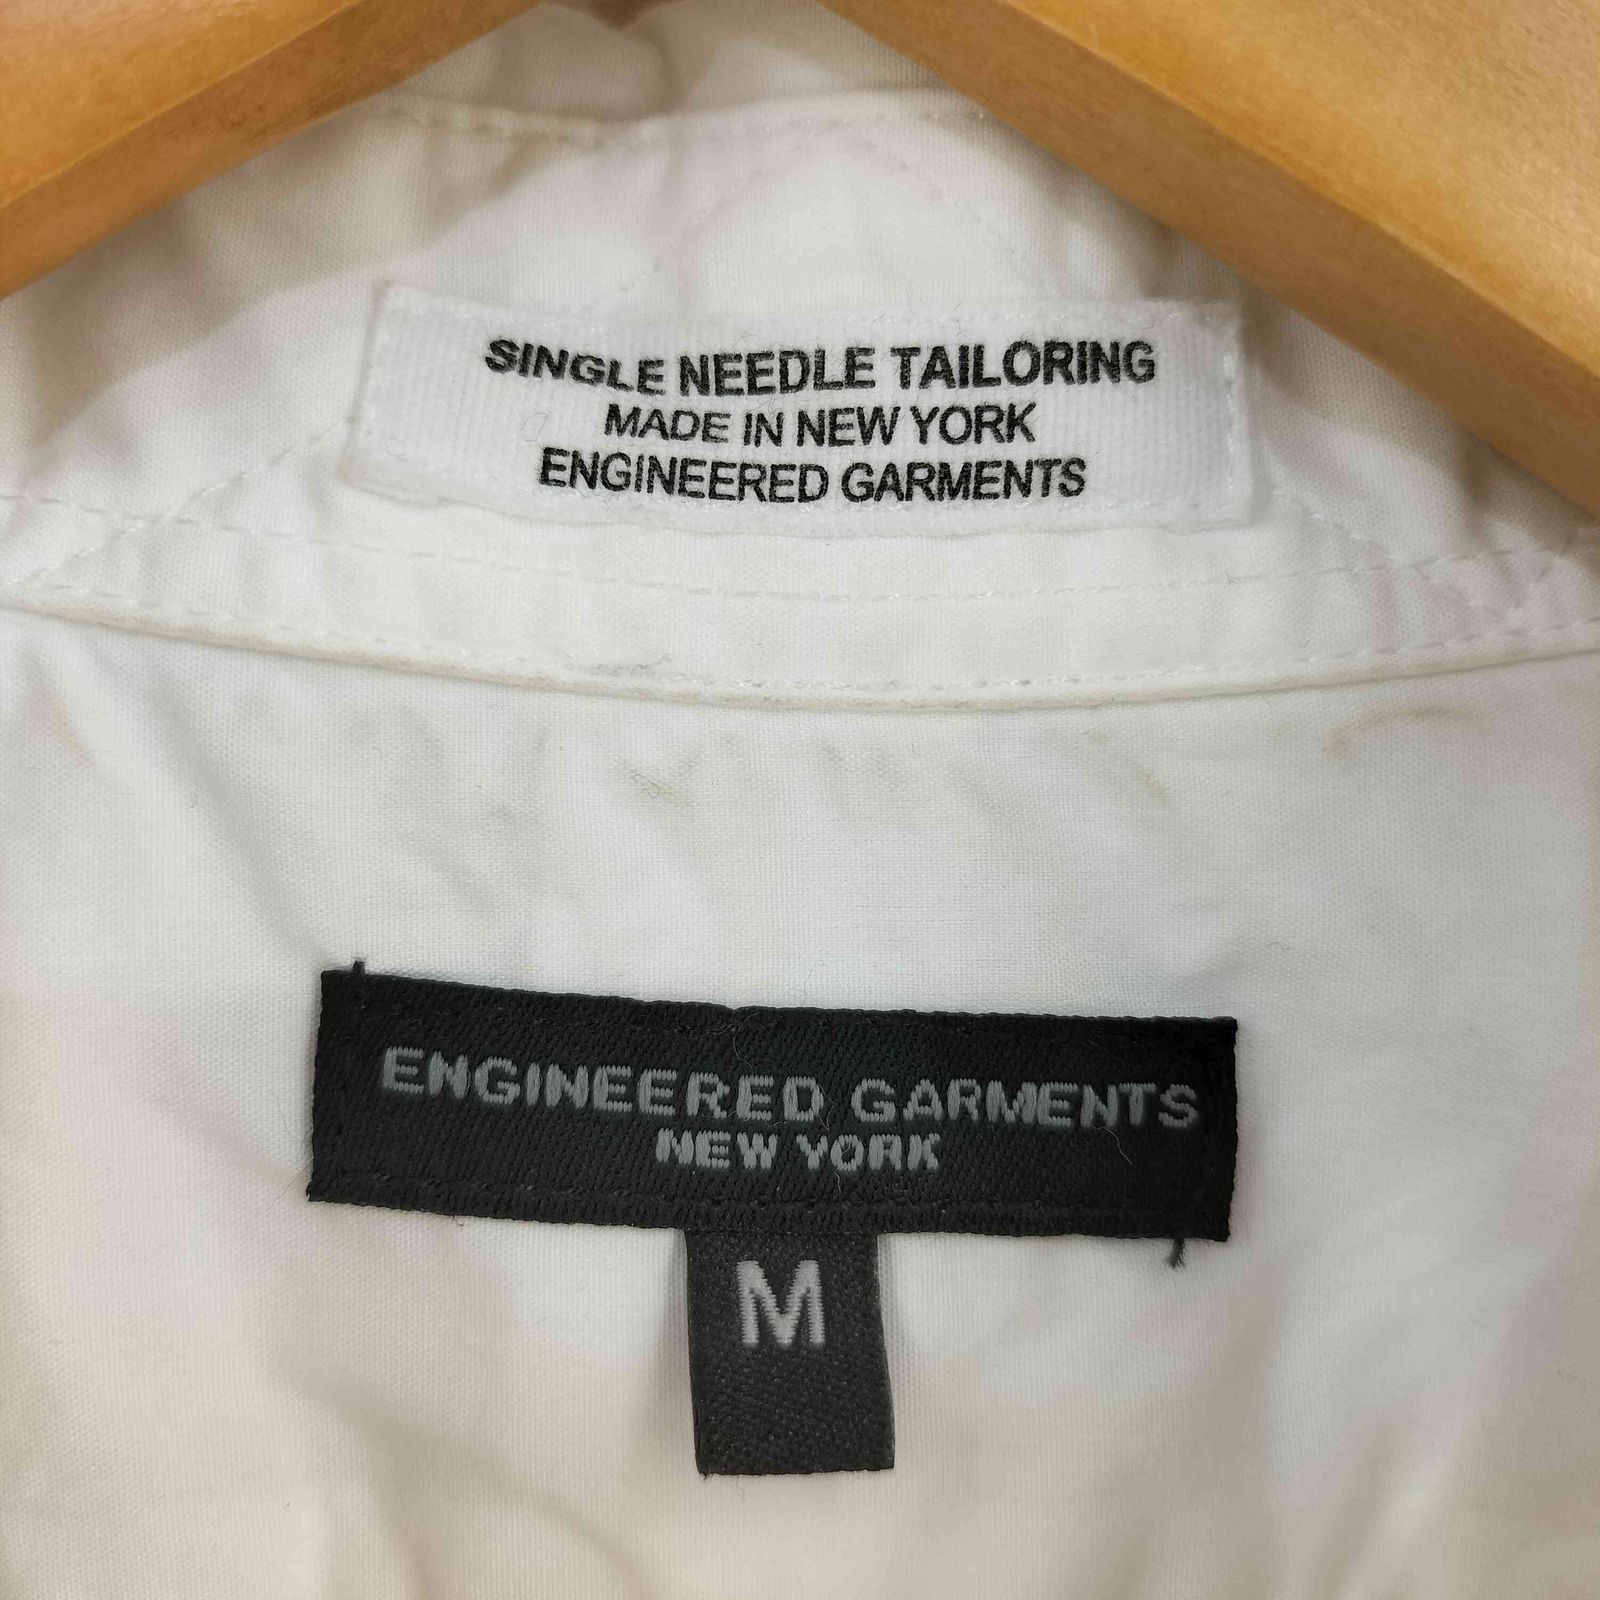 SINGLE NEEDLE TAILORING
MADE IN NEW YORK
ENGINEERED GARMENTS
ENGINEERED GARMENTS
NEW YORK
M